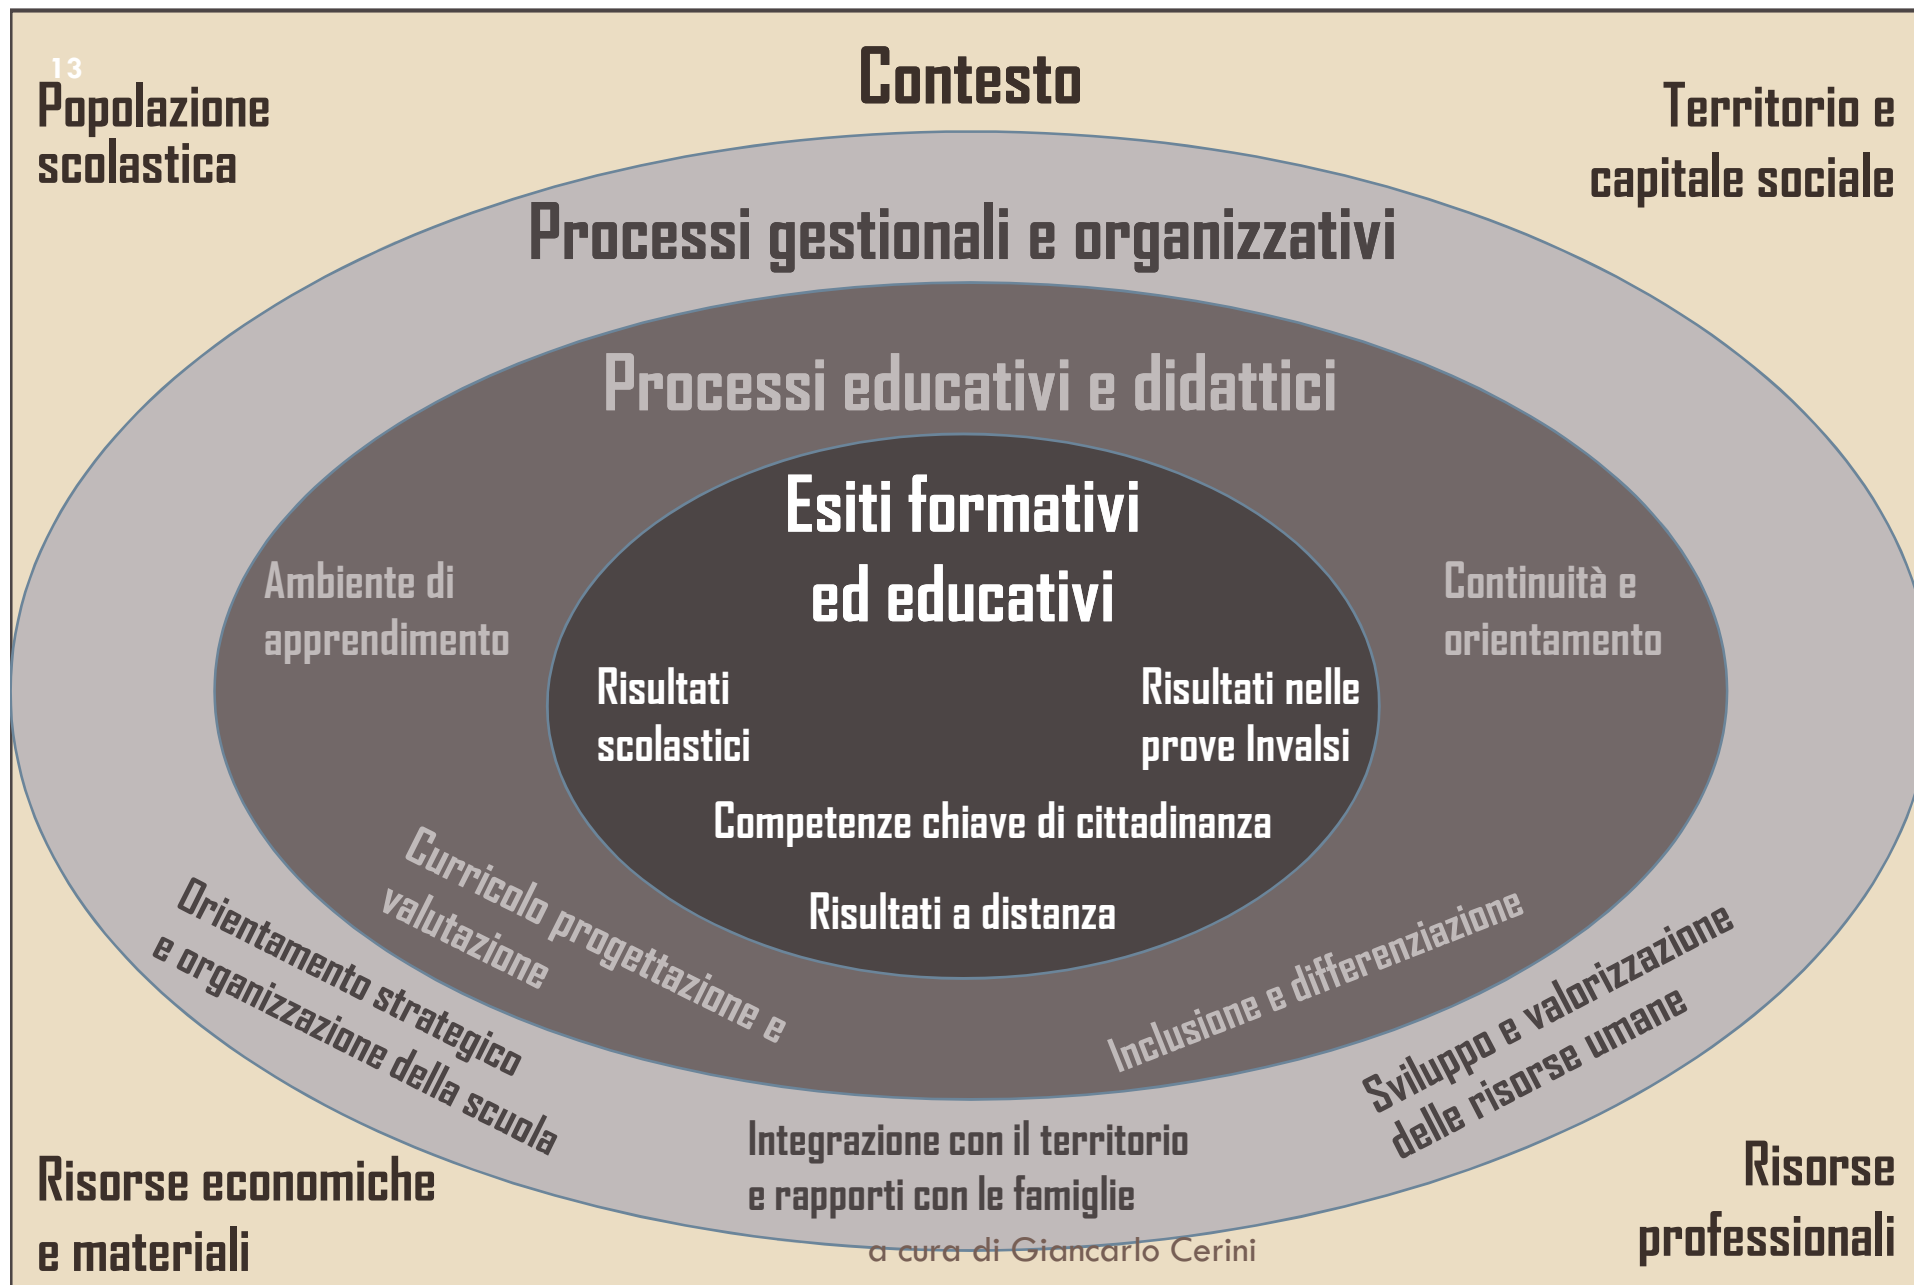 13
Contesto
Popolazione
scolastica
Territorio e
capitale sociale
Processi gestionali e organizzativi
Processi educativi e didattici
Esiti formativi
ed educativi
Ambiente di
apprendimento
Continuità e
orientamento
Risultati
scolastici
Risultati nelle
prove Invalsi
Competenze chiave di cittadinanza
Risultati a distanza
Curricolo progettazione e
valutazione
Inclusione e differenziazione
Orientamento strategico
e organizzazione della scuola
Sviluppo e valorizzazione
delle risorse umane
Integrazione con il territorio
e rapporti con le famiglie
Risorse economiche
e materiali
Risorse
professionali
a cura di Giancarlo Cerini